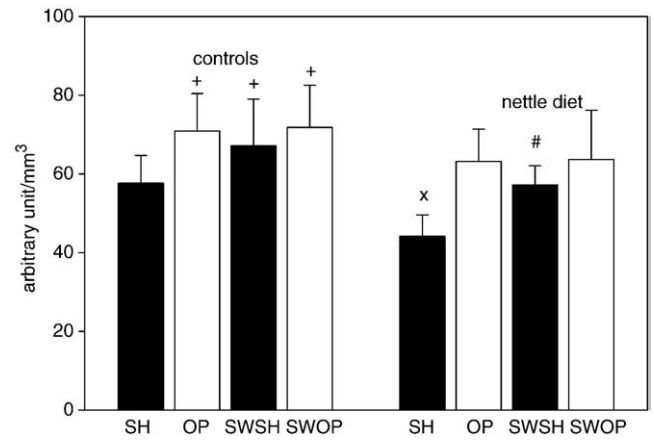 100
80
60
40
20
0
arbitrary unit/mm³
controls
+ + +
nettle diet
x #
SH OP SWSH SWOP SH OP SWSH SWOP